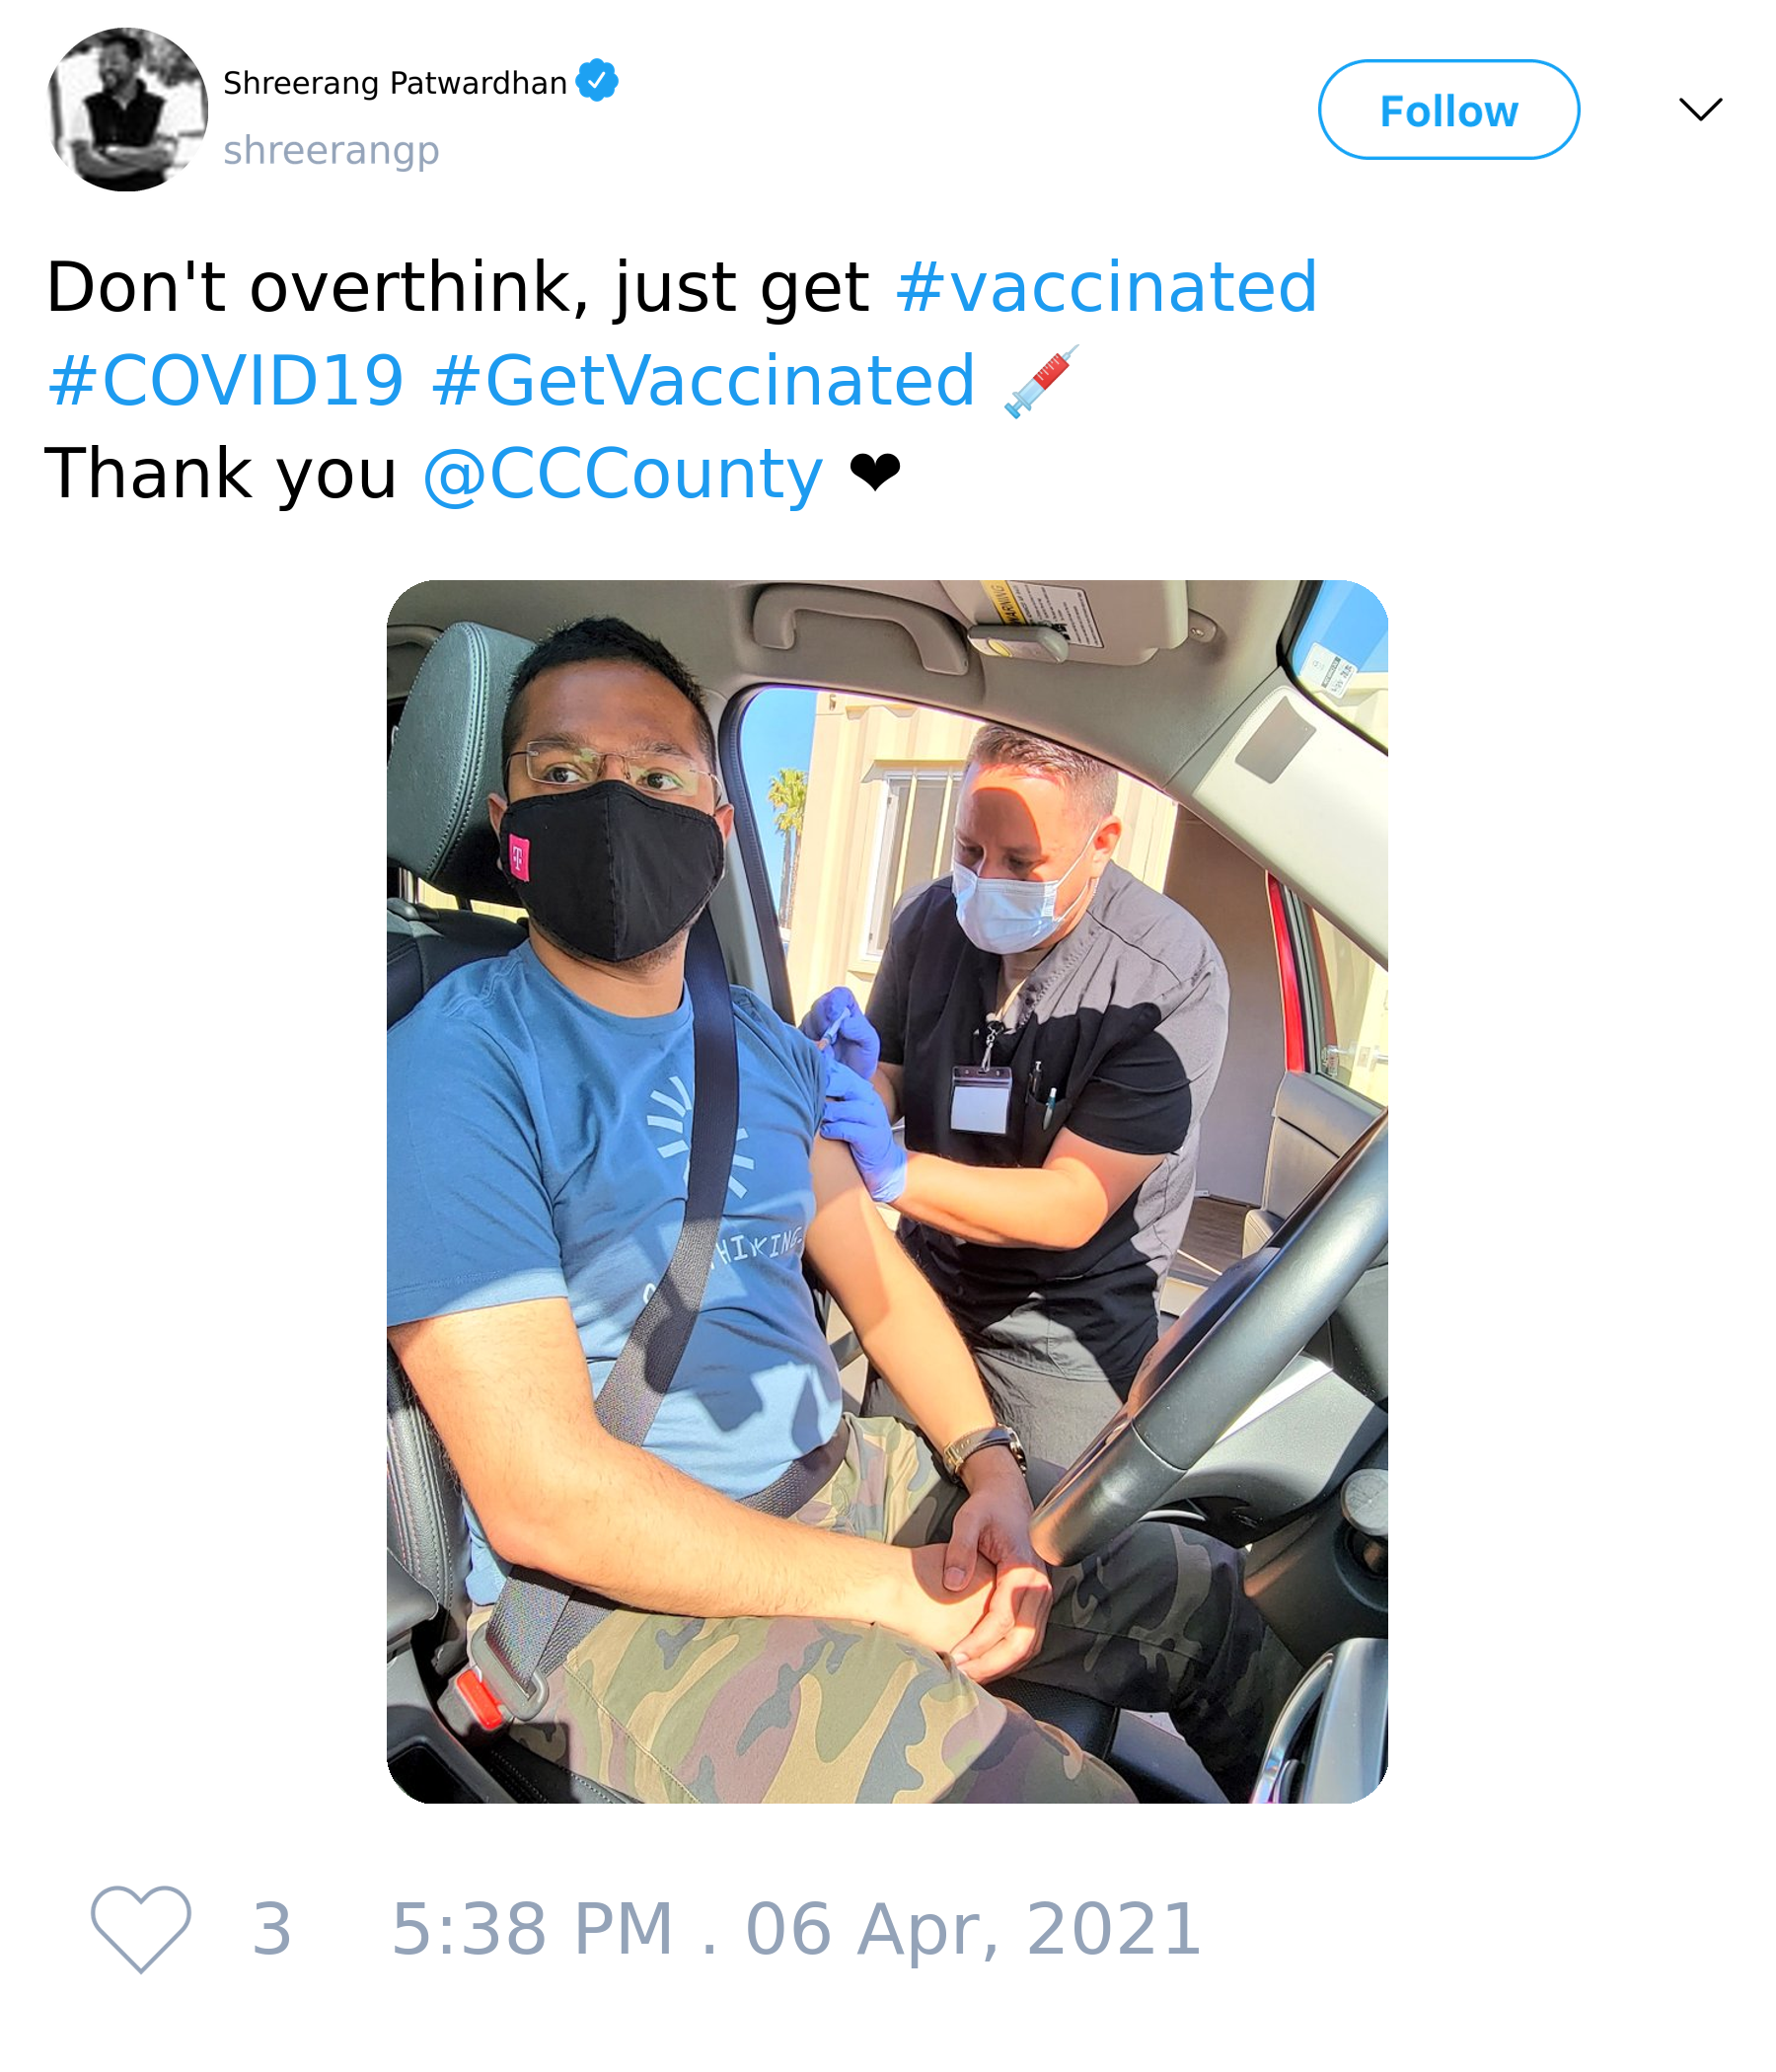 Shreerang Patwardhan
shreerangp
Follow
Don't overthink, just get #vaccinated
#COVID19 #GetVaccinated 💉
Thank you @CCCounty ❤
WARNING
T
3 5:38 PM . 06 Apr, 2021